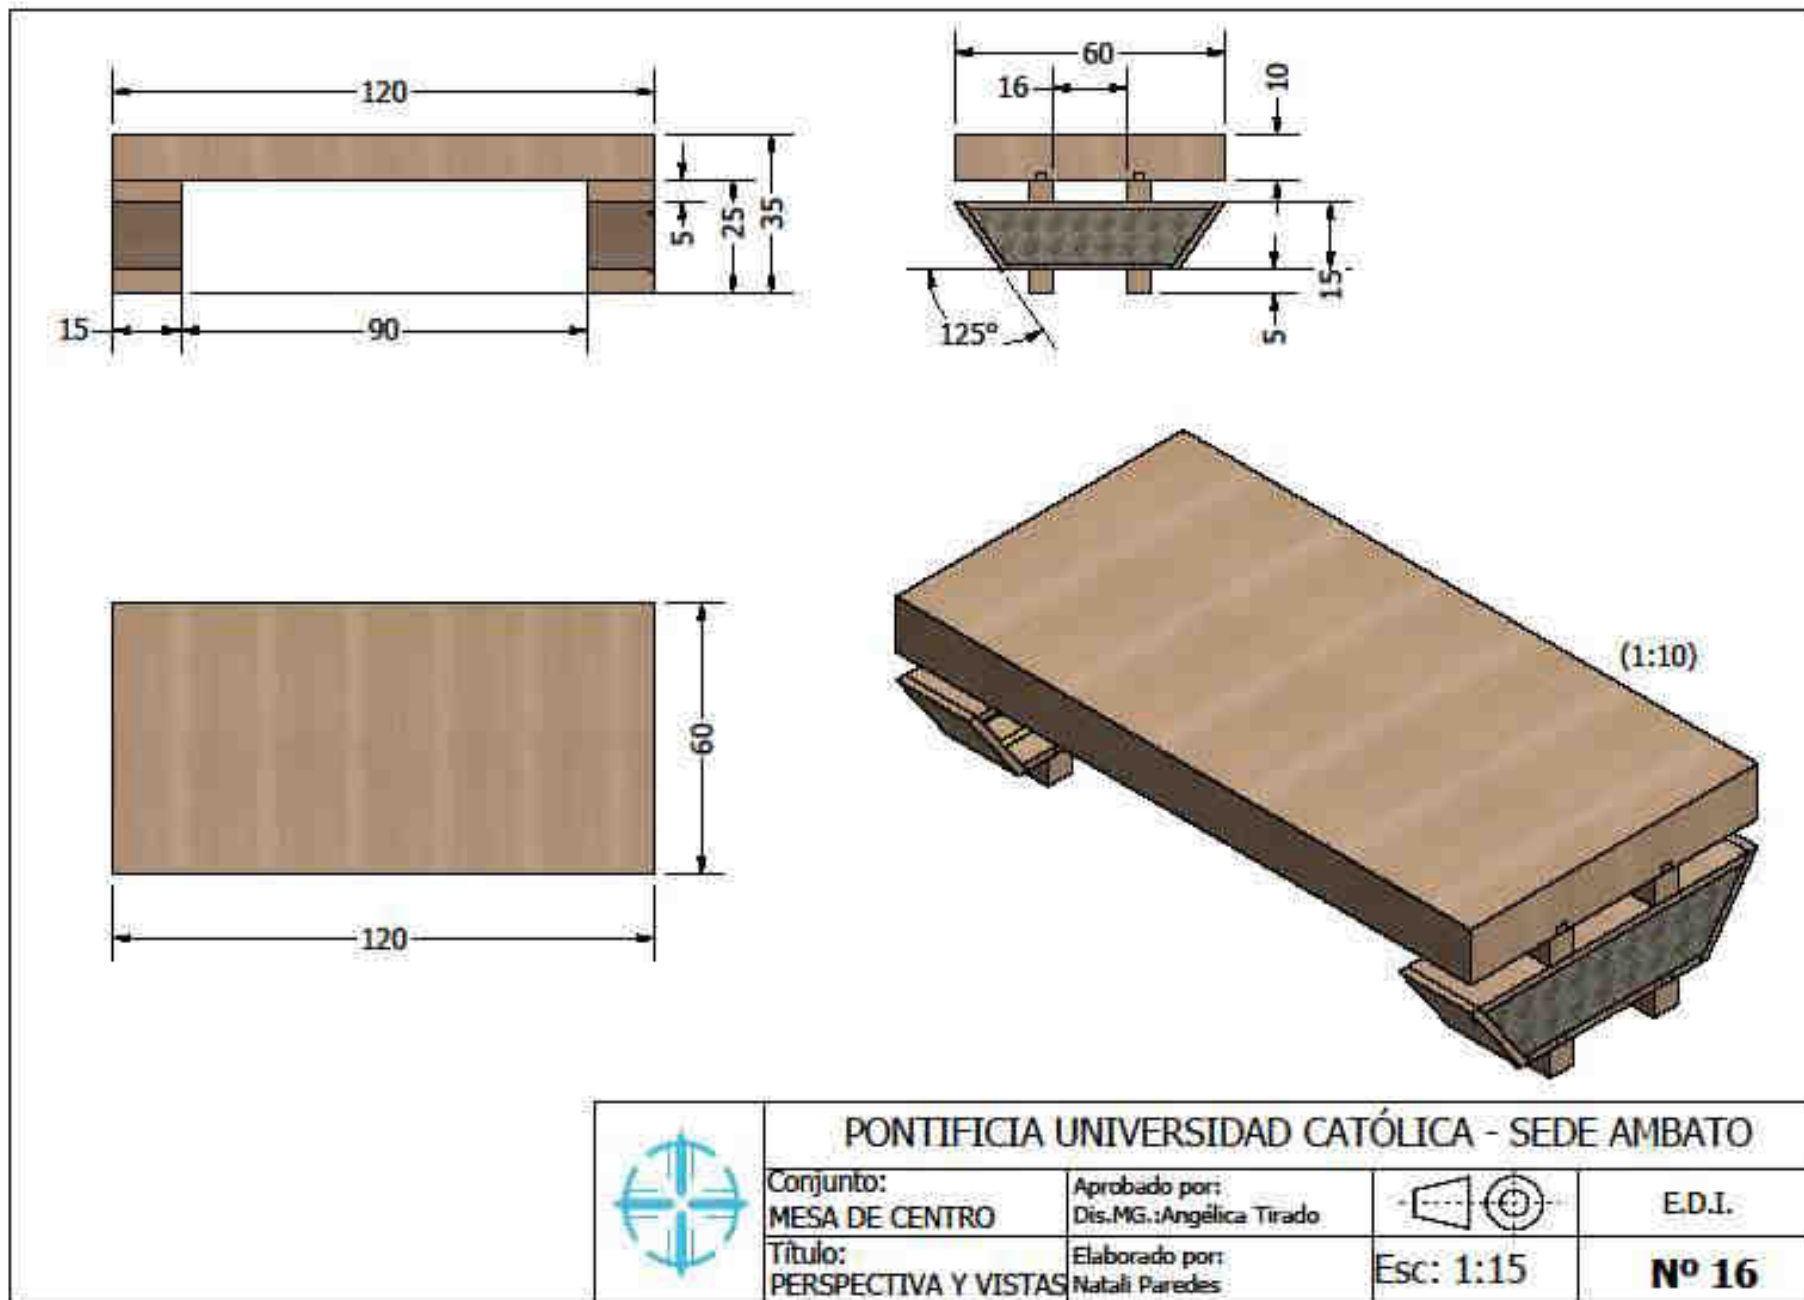 120
5
25
35
15
90
60
16
10
15
5
125º
60
120
(1:10)
PONTIFICIA UNIVERSIDAD CATÓLICA - SEDE AMBATO
Conjunto:
MESA DE CENTRO
Aprobado por:
Dis.MG.:Angélica Tirado
E.D.I.
Título:
PERSPECTIVA Y VISTAS
Elaborado por:
Natali Paredes
Esc: 1:15
Nº 16